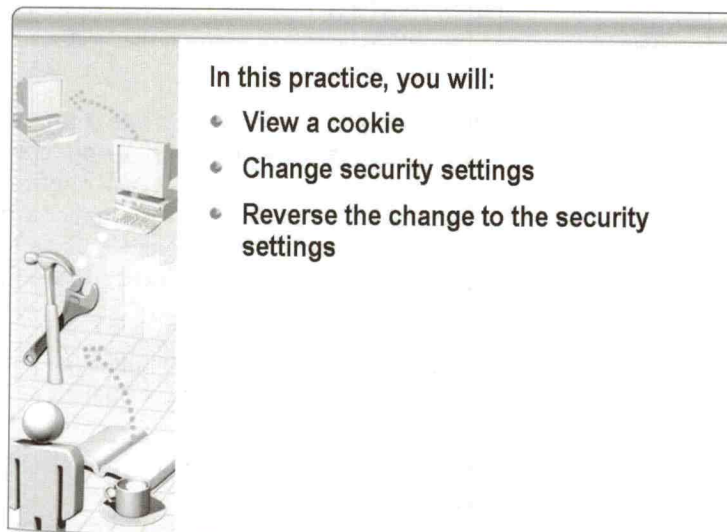 In this practice, you will:
View a cookie
Change security settings
Reverse the change to the security
settings